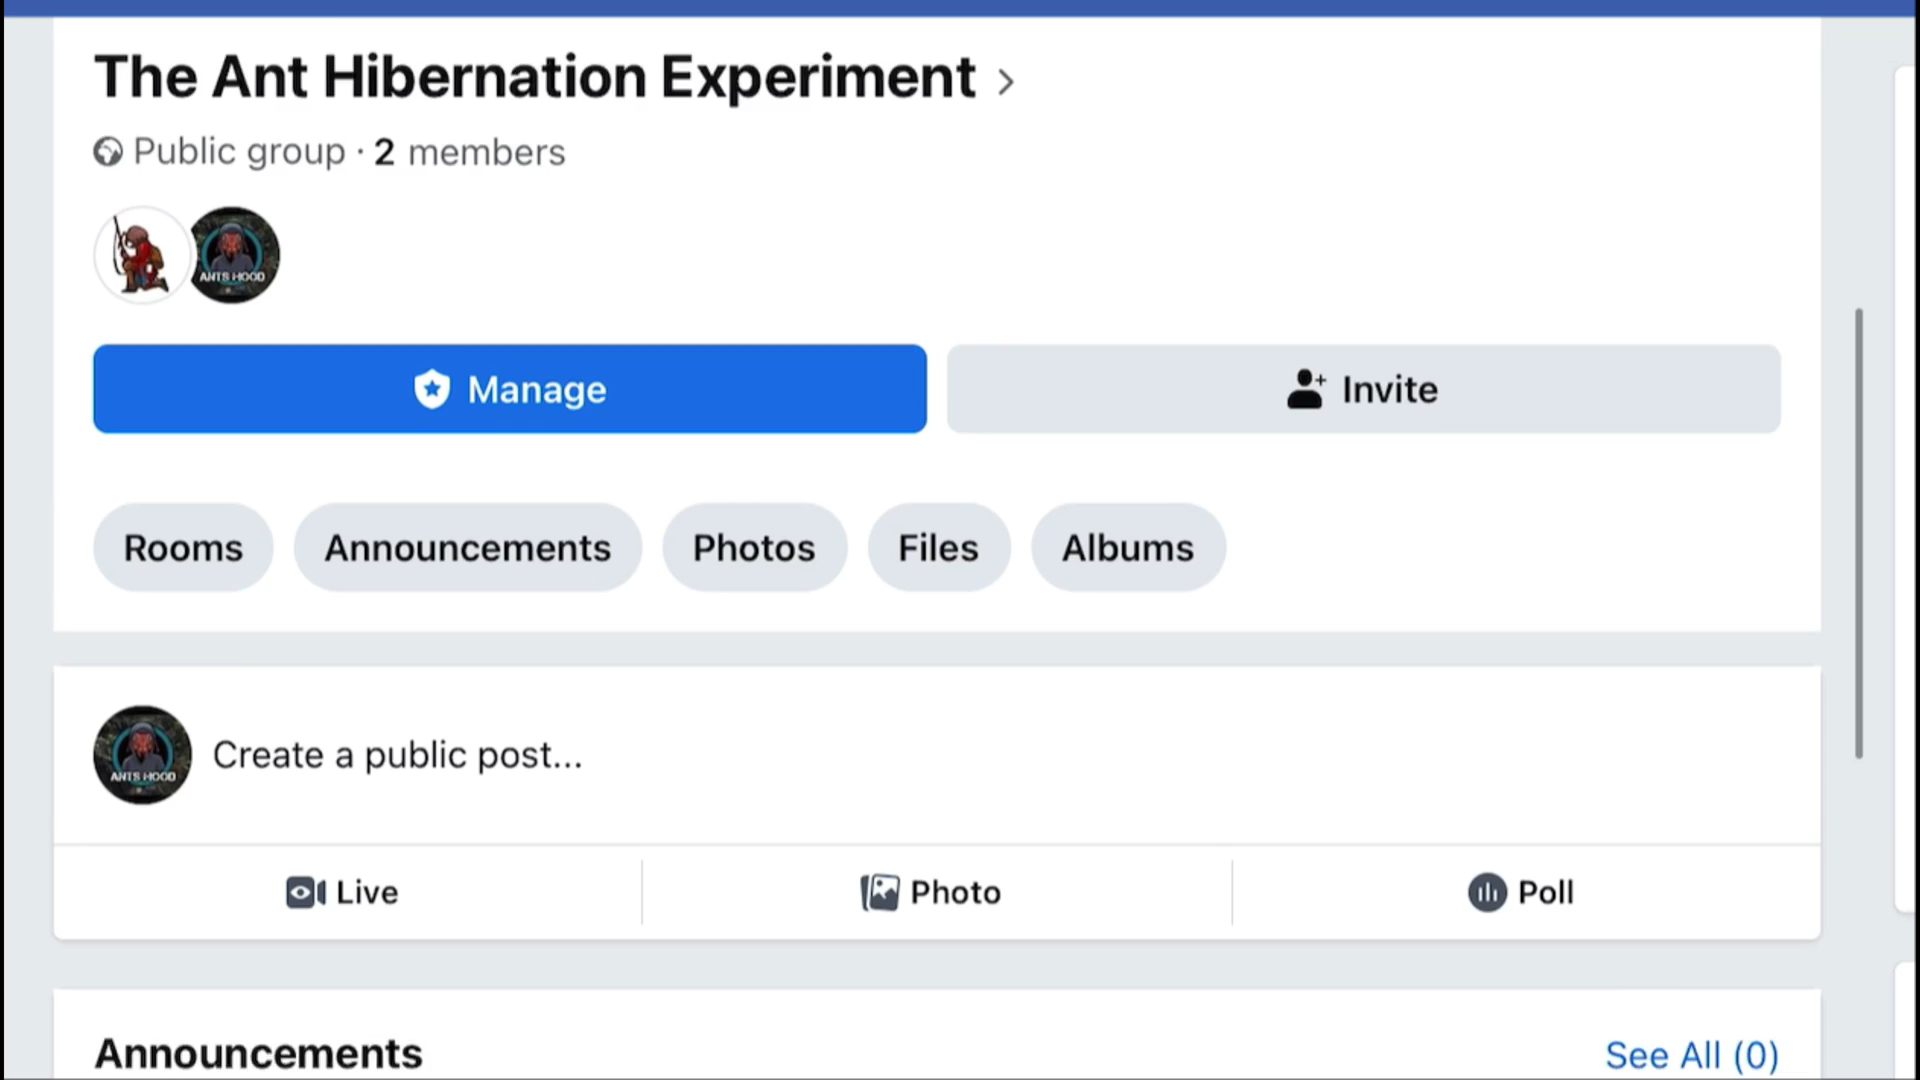 The Ant Hibernation Experiment
Public group · 2 members
ANTS HOOD
Manage
Invite
Rooms
Announcements
Photos
Files
Albums
ANTS HOOD
Create a public post...
Live
Photo
Poll
Announcements
See All (0)